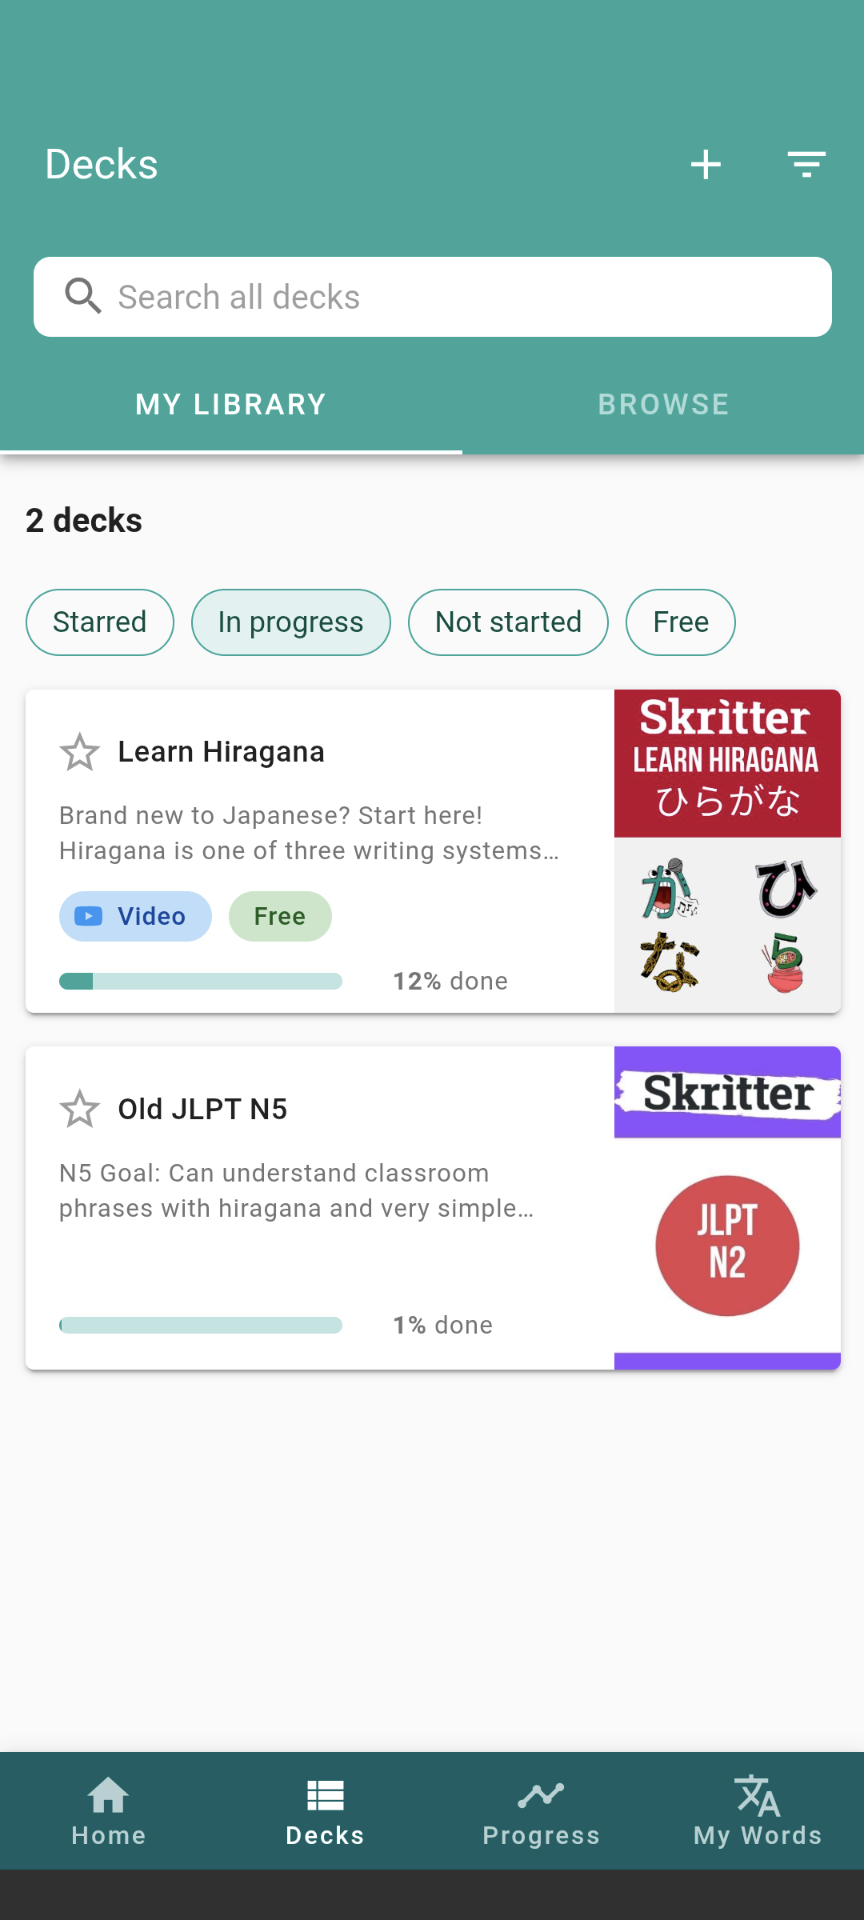 Decks
Search all decks
MY LIBRARY
BROWSE
2 decks
Starred
In progress
Not started
Free
Learn Hiragana
Brand new to Japanese? Start here!
Hiragana is one of three writing systems...
Video
Free
12% done
Skritter
LEARN HIRAGANA
ひらがな
か ひ
な ら
Old JLPT N5
N5 Goal: Can understand classroom
phrases with hiragana and very simple...
1% done
Skritter
JLPT
N2
Home
Decks
Progress
My Words